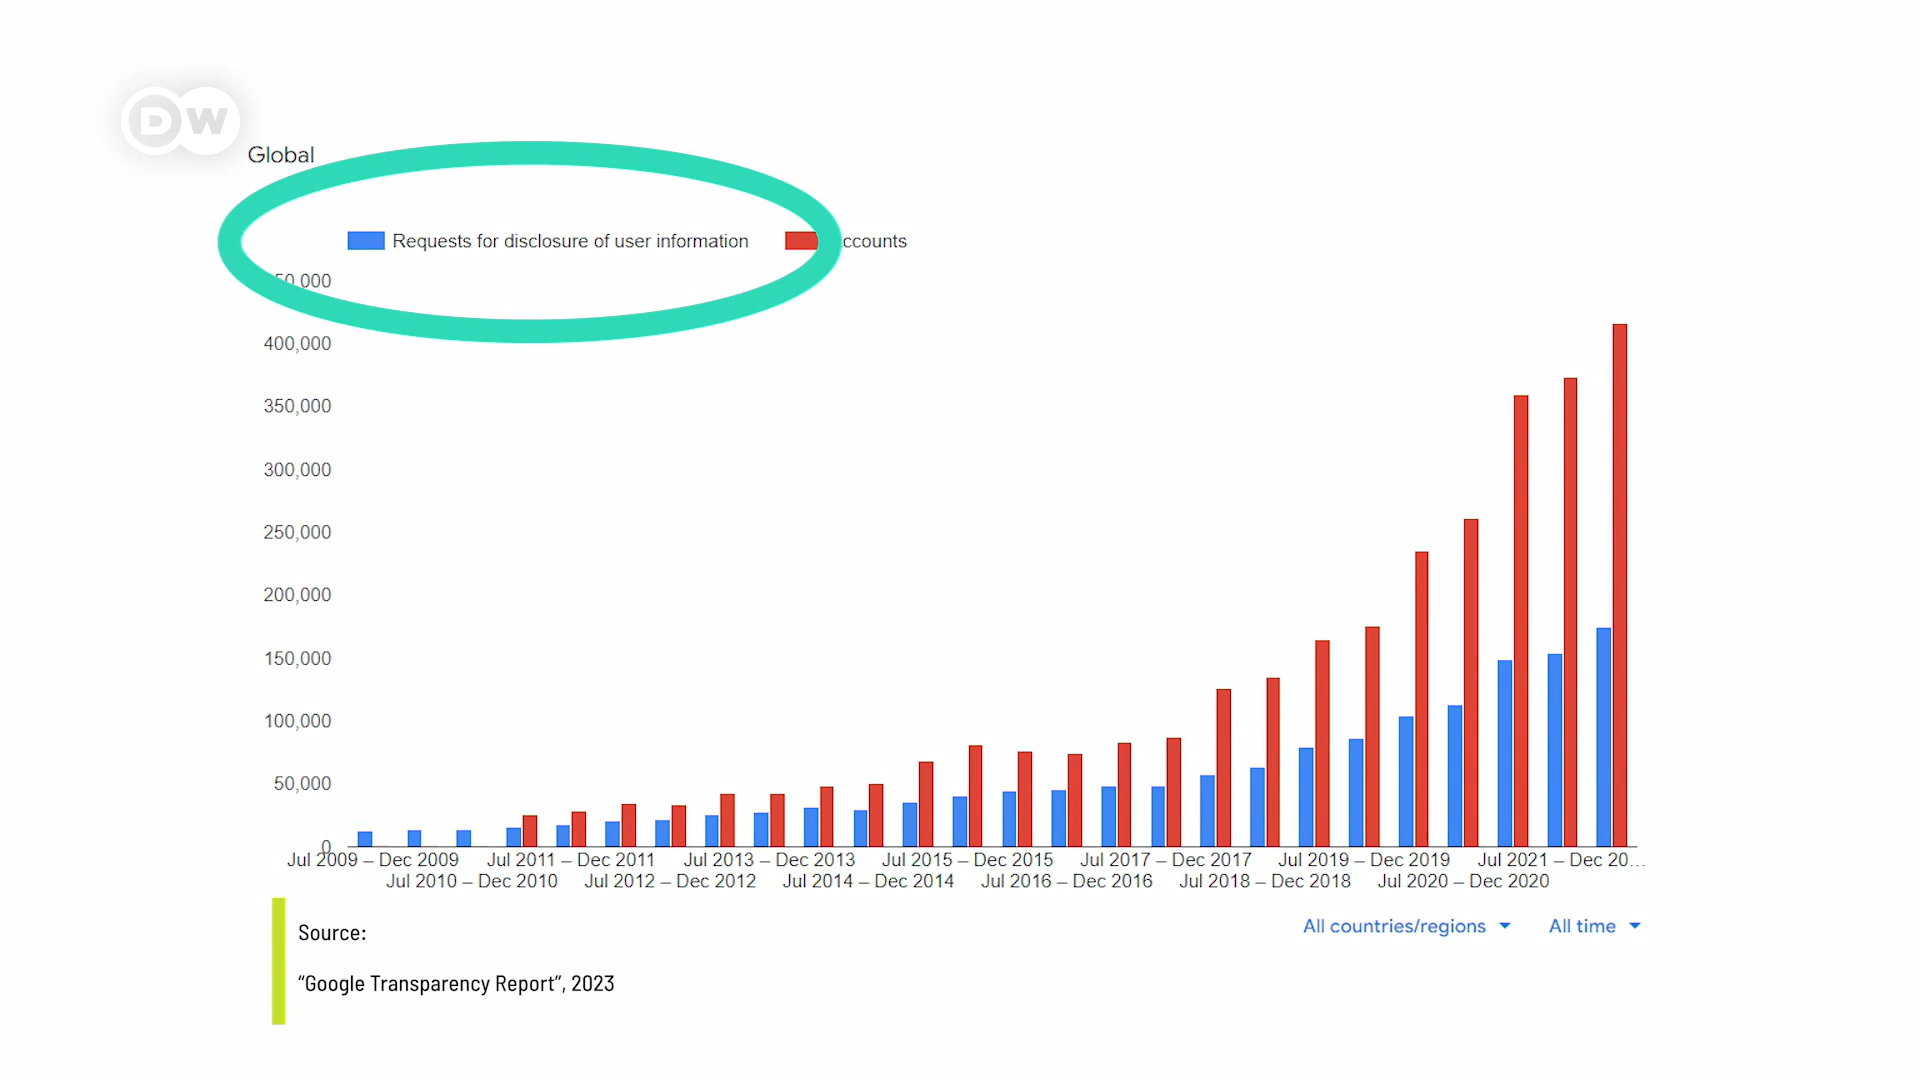 DW
Global
Requests for disclosure of user information
ccounts
50,000
400,000
350,000
300,000
250,000
200,000
150,000
100,000
50,000
0
Jul 2009 – Dec 2009 Jul 2011 – Dec 2011 Jul 2013 – Dec 2013 Jul 2015 – Dec 2015 Jul 2017 – Dec 2017 Jul 2019 – Dec 2019 Jul 2021 – Dec 20...
Jul 2010 – Dec 2010 Jul 2012 – Dec 2012 Jul 2014 – Dec 2014 Jul 2016 – Dec 2016 Jul 2018 – Dec 2018 Jul 2020 – Dec 2020
All countries/regions All time
Source:
“Google Transparency Report”, 2023